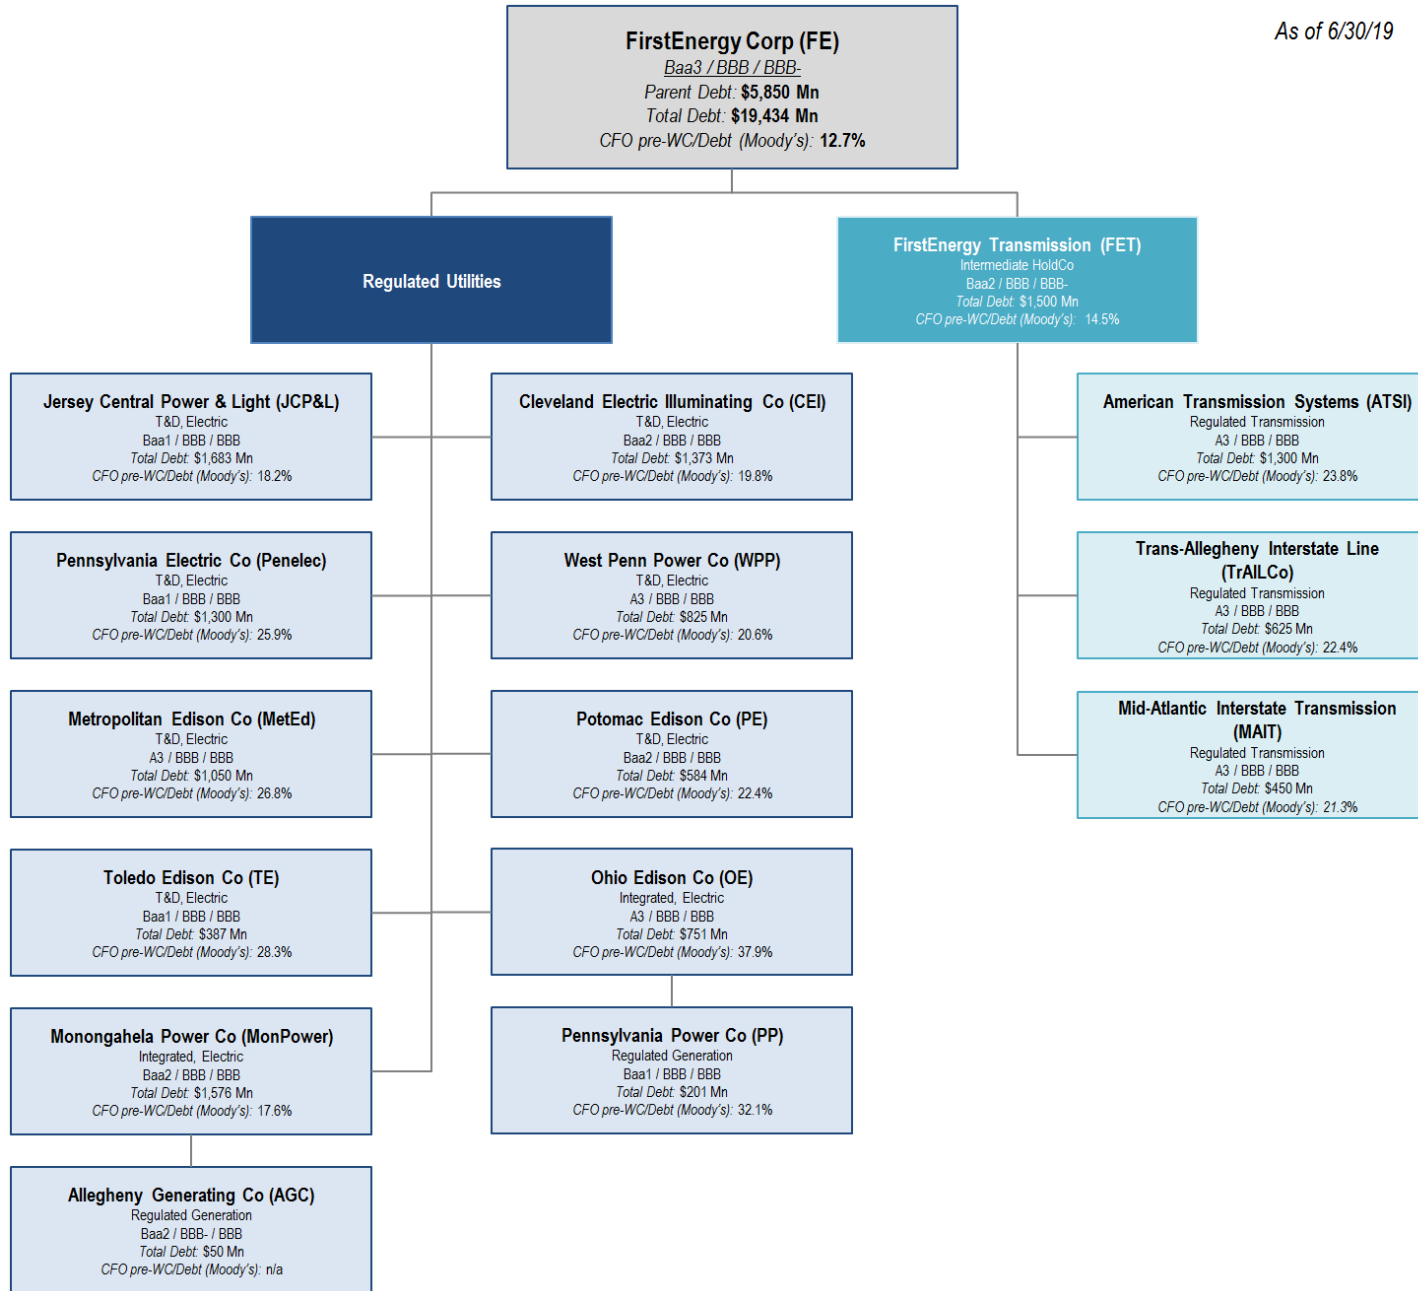 As of 6/30/19
FirstEnergy Corp (FE)
Baa3 / BBB / BBB-
Parent Debt: $5,850 Mn
Total Debt: $19,434 Mn
CFO pre-WC/Debt (Moody's): 12.7%
Regulated Utilities
FirstEnergy Transmission (FET)
Intermediate HoldCo
Baa2 / BBB / BBB-
Total Debt: $1,500 Mn
CFO pre-WC/Debt (Moody's): 14.5%
Jersey Central Power & Light (JCP&L)
T&D, Electric
Baa1 / BBB / BBB
Total Debt: $1,683 Mn
CFO pre-WC/Debt (Moody's): 18.2%
Cleveland Electric Illuminating Co (CEI)
T&D, Electric
Baa2 / BBB / BBB
Total Debt: $1,373 Mn
CFO pre-WC/Debt (Moody's): 19.8%
American Transmission Systems (ATSI)
Regulated Transmission
A3 / BBB / BBB
Total Debt: $1,300 Mn
CFO pre-WC/Debt (Moody's): 23.8%
Pennsylvania Electric Co (Penelec)
T&D, Electric
Baa1 / BBB / BBB
Total Debt: $1,300 Mn
CFO pre-WC/Debt (Moody's): 25.9%
West Penn Power Co (WPP)
T&D, Electric
A3 / BBB / BBB
Total Debt: $825 Mn
CFO pre-WC/Debt (Moody's): 20.6%
Trans-Allegheny Interstate Line
(TrAILCo)
Regulated Transmission
A3 / BBB / BBB
Total Debt: $625 Mn
CFO pre-WC/Debt (Moody's): 22.4%
Metropolitan Edison Co (MetEd)
T&D, Electric
A3 / BBB / BBB
Total Debt: $1,050 Mn
CFO pre-WC/Debt (Moody's): 26.8%
Potomac Edison Co (PE)
T&D, Electric
Baa2 / BBB / BBB
Total Debt: $584 Mn
CFO pre-WC/Debt (Moody's): 22.4%
Mid-Atlantic Interstate Transmission
(MAIT)
Regulated Transmission
A3 / BBB / BBB
Total Debt: $450 Mn
CFO pre-WC/Debt (Moody's): 21.3%
Toledo Edison Co (TE)
T&D, Electric
Baa1 / BBB / BBB
Total Debt: $387 Mn
CFO pre-WC/Debt (Moody's): 28.3%
Ohio Edison Co (OE)
Integrated, Electric
A3 / BBB / BBB
Total Debt: $751 Mn
CFO pre-WC/Debt (Moody's): 37.9%
Monongahela Power Co (MonPower)
Integrated, Electric
Baa2 / BBB / BBB
Total Debt: $1,576 Mn
CFO pre-WC/Debt (Moody's): 17.6%
Pennsylvania Power Co (PP)
Regulated Generation
Baa1 / BBB / BBB
Total Debt: $201 Mn
CFO pre-WC/Debt (Moody's): 32.1%
Allegheny Generating Co (AGC)
Regulated Generation
Baa2 / BBB- / BBB
Total Debt: $50 Mn
CFO pre-WC/Debt (Moody's): n/a